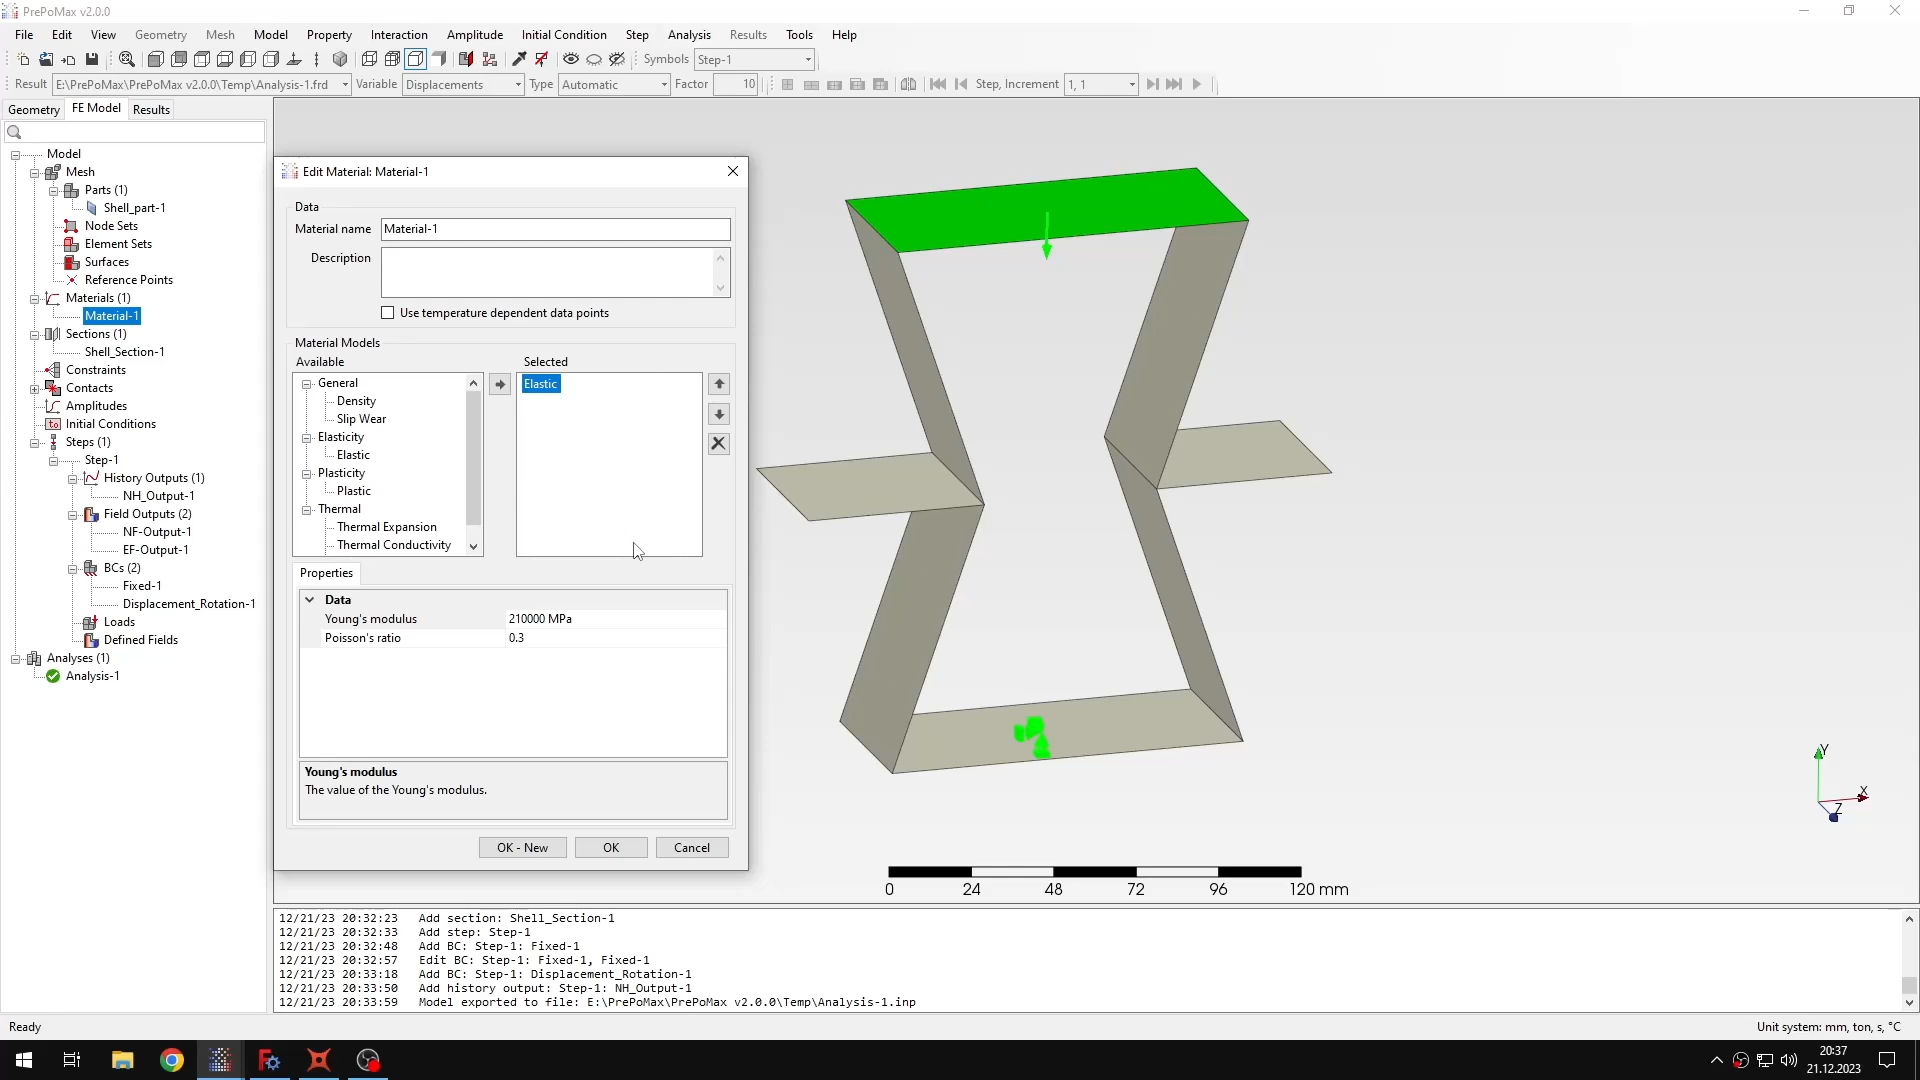 PrePoMax v2.0.0
File Edit View Geometry Mesh Model Property Interaction Amplitude Initial Condition Step Analysis Results Tools Help
Symbols Step-1
Result E:\PrePoMax\PrePoMax v2.0.0\Temp\Analysis-1.frd Variable Displacements Type Automatic Factor 10 Step, Increment 1, 1
Geometry FE Model Results
Model
Mesh
Parts (1)
Shell_part-1
Node Sets
Element Sets
Surfaces
Reference Points
Materials (1)
Material-1
Sections (1)
Shell_Section-1
Constraints
Contacts
Amplitudes
Initial Conditions
Steps (1)
Step-1
History Outputs (1)
NH_Output-1
Field Outputs (2)
NF-Output-1
EF-Output-1
BCs (2)
Fixed-1
Displacement_Rotation-1
Loads
Defined Fields
Analyses (1)
Analysis-1
Edit Material: Material-1
Data
Material name Material-1
Description
Use temperature dependent data points
Material Models
Available Selected
General
Density
Slip Wear
Elasticity
Elastic
Plasticity
Plastic
Thermal
Thermal Expansion
Thermal Conductivity
Elastic
Properties
Data
Young's modulus 210000 MPa
Poisson's ratio 0.3
Young's modulus
The value of the Young's modulus.
OK - New OK Cancel
Y
X
Z
0 24 48 72 96 120 mm
12/21/23 20:32:23 Add section: Shell_Section-1
12/21/23 20:32:33 Add step: Step-1
12/21/23 20:32:48 Add BC: Step-1: Fixed-1
12/21/23 20:32:57 Edit BC: Step-1: Fixed-1, Fixed-1
12/21/23 20:33:18 Add BC: Step-1: Displacement_Rotation-1
12/21/23 20:33:50 Add history output: Step-1: NH_Output-1
12/21/23 20:33:59 Model exported to file: E:\PrePoMax\PrePoMax v2.0.0\Temp\Analysis-1.inp
Ready Unit system: mm, ton, s, °C
20:37
21.12.2023